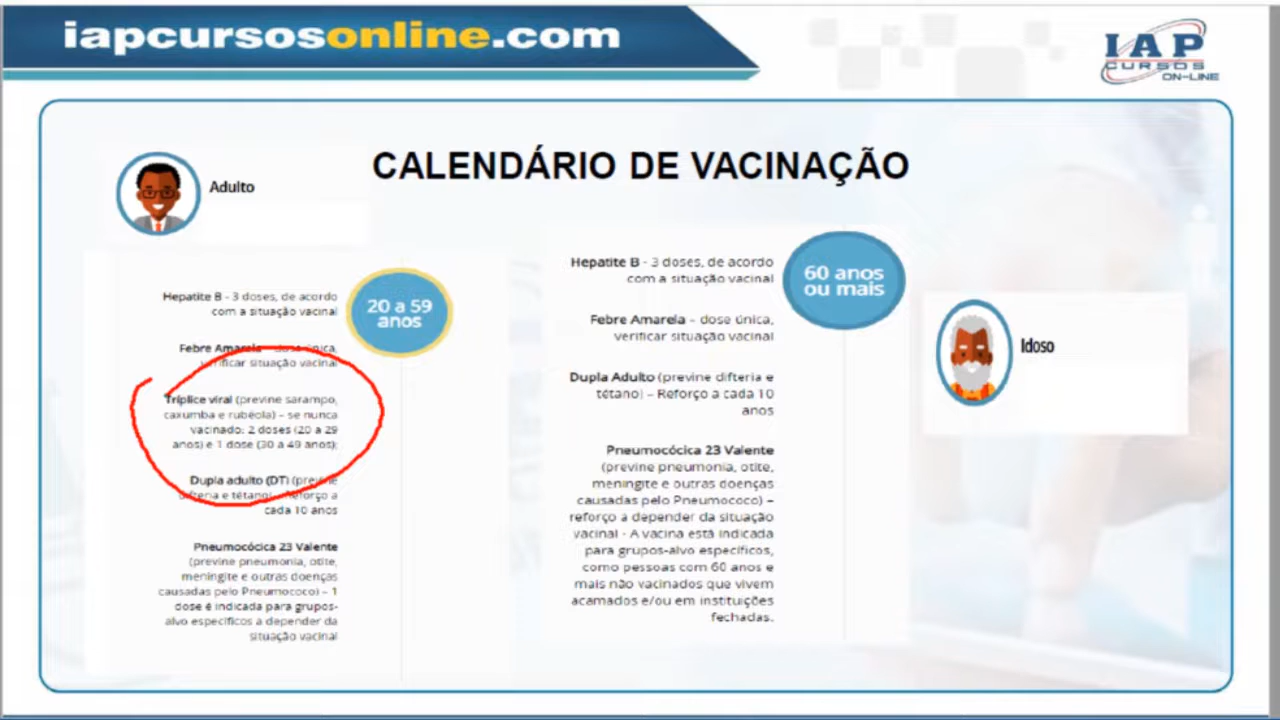 iapcursosonline.com
IAP
CURSOS
ON-LINE
CALENDÁRIO DE VACINAÇÃO
Adulto
20 a 59
anos
Hepatite B - 3 doses, de acordo
com a situação vacinal
Febre Amarela – dose única,
verificar situação vacinal
Tríplice viral (previne sarampo,
caxumba e rubéola) – se nunca
vacinado: 2 doses (20 a 29
anos) e 1 dose (30 a 49 anos);
Dupla adulto (DT) (previne
difteria e tétano) – Reforço a
cada 10 anos
Pneumocócica 23 Valente
(previne pneumonia, otite,
meningite e outras doenças
causadas pelo Pneumococo) – 1
dose é indicada para grupos-
alvo específicos a depender da
situação vacinal
60 anos
ou mais
Idoso
Hepatite B - 3 doses, de acordo
com a situação vacinal
Febre Amarela – dose única,
verificar situação vacinal
Dupla Adulto (previne difteria e
tétano) – Reforço a cada 10
anos
Pneumocócica 23 Valente
(previne pneumonia, otite,
meningite e outras doenças
causadas pelo Pneumococo) –
reforço a depender da situação
vacinal - A vacina está indicada
para grupos-alvo específicos,
como pessoas com 60 anos e
mais não vacinados que vivem
acamados e/ou em instituições
fechadas.